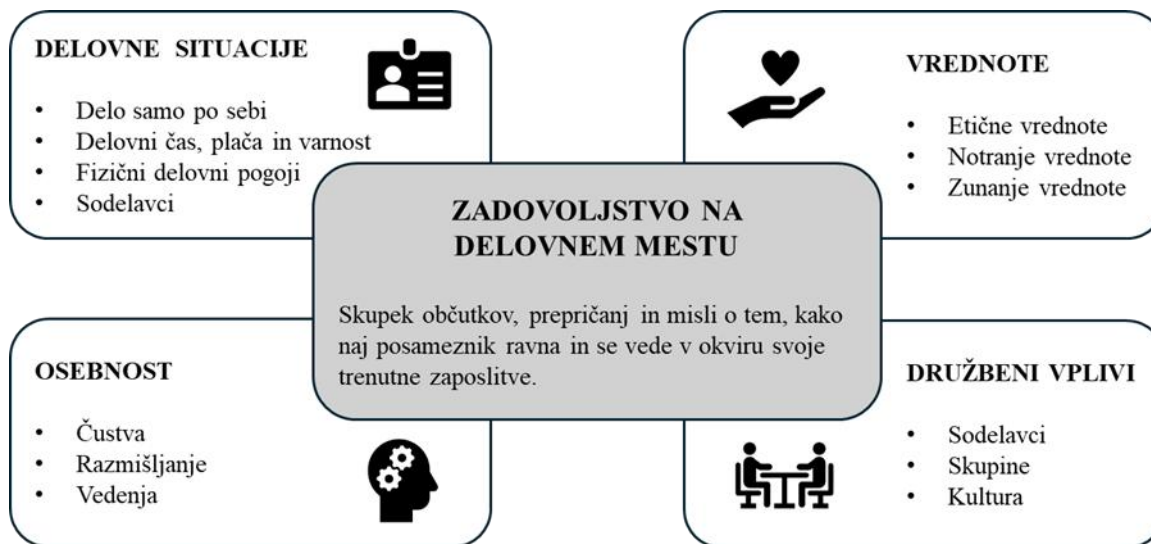 DELOVNE SITUACIJE
• Delo samo po sebi
• Delovni čas, plača in varnost
• Fizični delovni pogoji
• Sodelavci
VREDNOTE
• Etične vrednote
• Notranje vrednote
• Zunanje vrednote
ZADOVOLJSTVO NA
DELOVNEM MESTU
Skupek občutkov, prepričanj in misli o tem, kako
naj posameznik ravna in se vede v okviru svoje
trenutne zaposlitve.
OSEBNOST
• Čustva
• Razmišljanje
• Vedenja
DRUŽBENI VPLIVI
• Sodelavci
• Skupine
• Kultura